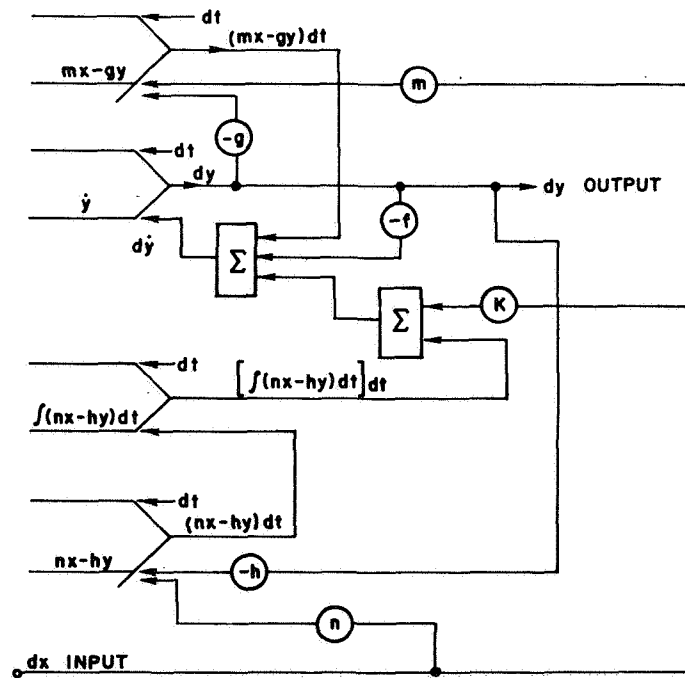 dt
(mx-gy)dt
mx-gy
m
-g
dt
dy
dy OUTPUT
ẏ
-f
dẏ
Σ
K
Σ
dt
[∫(nx-hy)dt]dt
∫(nx-hy)dt
dt
(nx-hy)dt
nx-hy
-h
n
dx INPUT